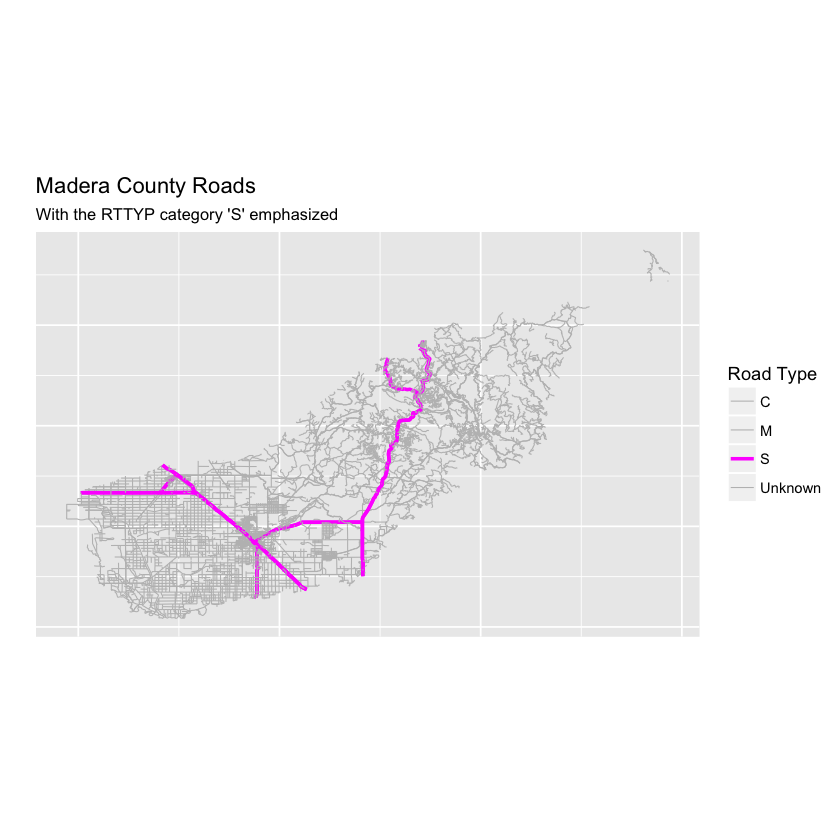 Madera County Roads
With the RTTYP category 'S' emphasized
Road Type
C
M
S
Unknown